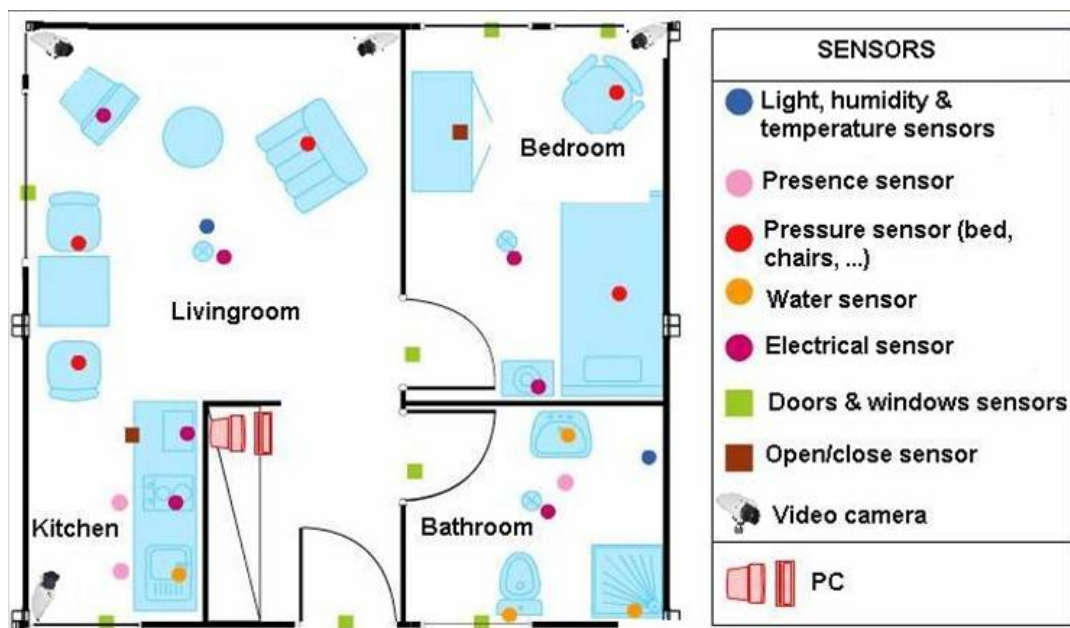 Bedroom
Livingroom
Kitchen
Bathroom
SENSORS
Light, humidity &
temperature sensors
Presence sensor
Pressure sensor (bed,
chairs, ...)
Water sensor
Electrical sensor
Doors & windows sensors
Open/close sensor
Video camera
PC